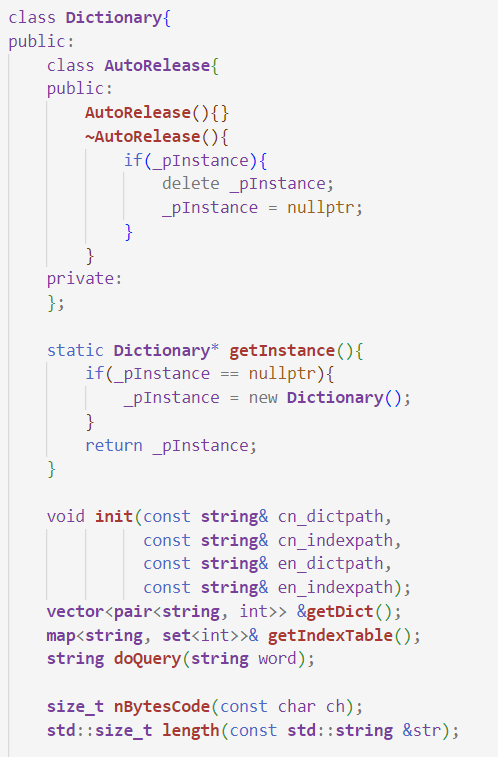 class Dictionary{
public:
    class AutoRelease{
    public:
        AutoRelease(){}
        ~AutoRelease(){
            if(_pInstance){
                delete _pInstance;
                _pInstance = nullptr;
            }
        }
    private:
    };

    static Dictionary* getInstance(){
        if(_pInstance == nullptr){
            _pInstance = new Dictionary();
        }
        return _pInstance;
    }

    void init(const string& cn_dictpath,
              const string& cn_indexpath,
              const string& en_dictpath,
              const string& en_indexpath);
    vector<pair<string, int>> &getDict();
    map<string, set<int>>& getIndexTable();
    string doQuery(string word);

    size_t nBytesCode(const char ch);
    std::size_t length(const std::string &str);